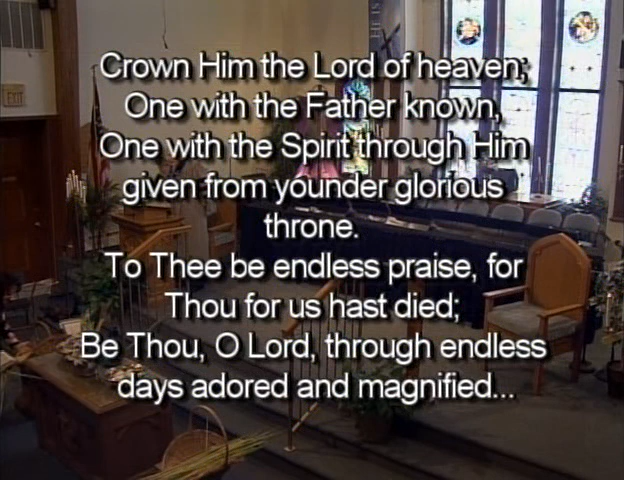 Crown Him the Lord of heaven;
One with the Father known,
One with the Spirit through Him
given from younder glorious
throne.
To Thee be endless praise, for
Thou for us hast died;
Be Thou, O Lord, through endless
days adored and magnified...
EXIT